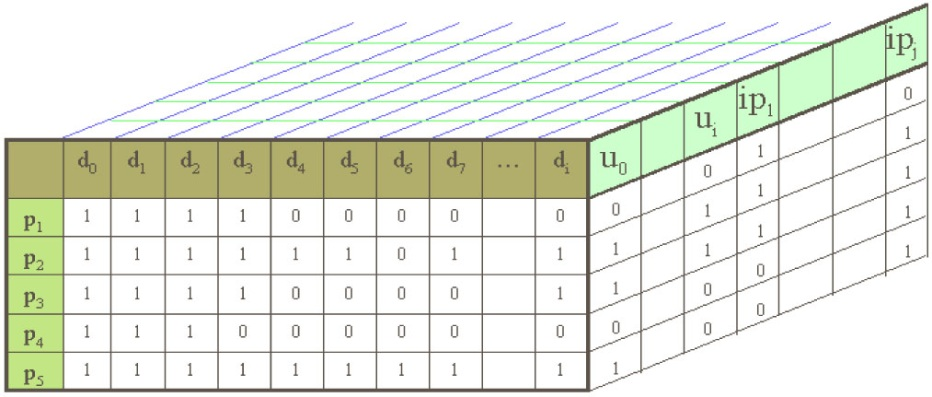 d₀ d₁ d₂ d₃ d₄ d₅ d₆ d₇ ... dᵢ u₀ uᵢ ip₁ ipⱼ
p₁ 1 1 1 1 0 0 0 0 0 0 0 1 0
p₂ 1 1 1 1 1 1 0 1 1 1 1 1 1
p₃ 1 1 1 1 0 0 0 0 1 1 1 1 1
p₄ 1 1 1 0 0 0 0 0 0 0 0 0 1
p₅ 1 1 1 1 1 1 1 1 1 1 0 0 1